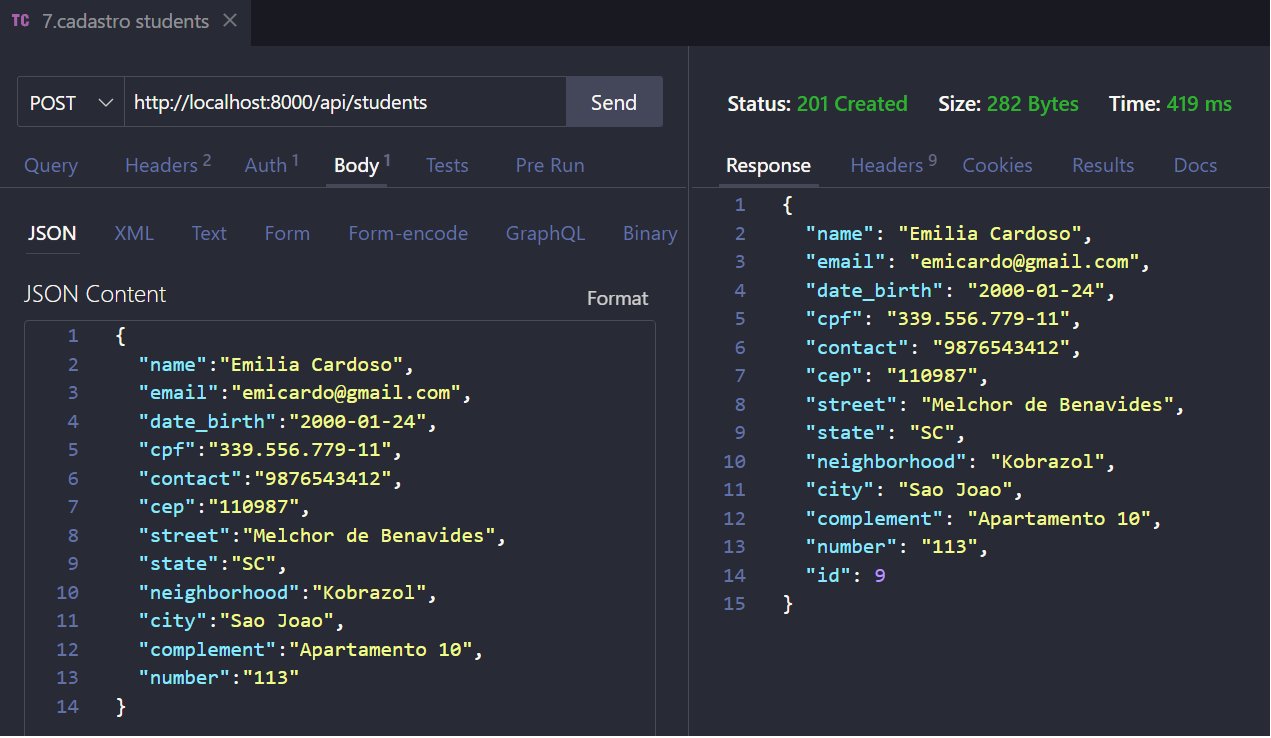 TC 7.cadastro students ×
POST http://localhost:8000/api/students Send
Query Headers 2 Auth 1 Body 1 Tests Pre Run
JSON XML Text Form Form-encode GraphQL Binary
JSON Content
Format
1 {
2 "name":"Emilia Cardoso",
3 "email":"emicardo@gmail.com",
4 "date_birth":"2000-01-24",
5 "cpf":"339.556.779-11",
6 "contact":"9876543412",
7 "cep":"110987",
8 "street":"Melchor de Benavides",
9 "state":"SC",
10 "neighborhood":"Kobrazol",
11 "city":"Sao Joao",
12 "complement":"Apartamento 10",
13 "number":"113"
14 }
Status: 201 Created Size: 282 Bytes Time: 419 ms
Response Headers 9 Cookies Results Docs
1 {
2 "name": "Emilia Cardoso",
3 "email": "emicardo@gmail.com",
4 "date_birth": "2000-01-24",
5 "cpf": "339.556.779-11",
6 "contact": "9876543412",
7 "cep": "110987",
8 "street": "Melchor de Benavides",
9 "state": "SC",
10 "neighborhood": "Kobrazol",
11 "city": "Sao Joao",
12 "complement": "Apartamento 10",
13 "number": "113",
14 "id": 9
15 }